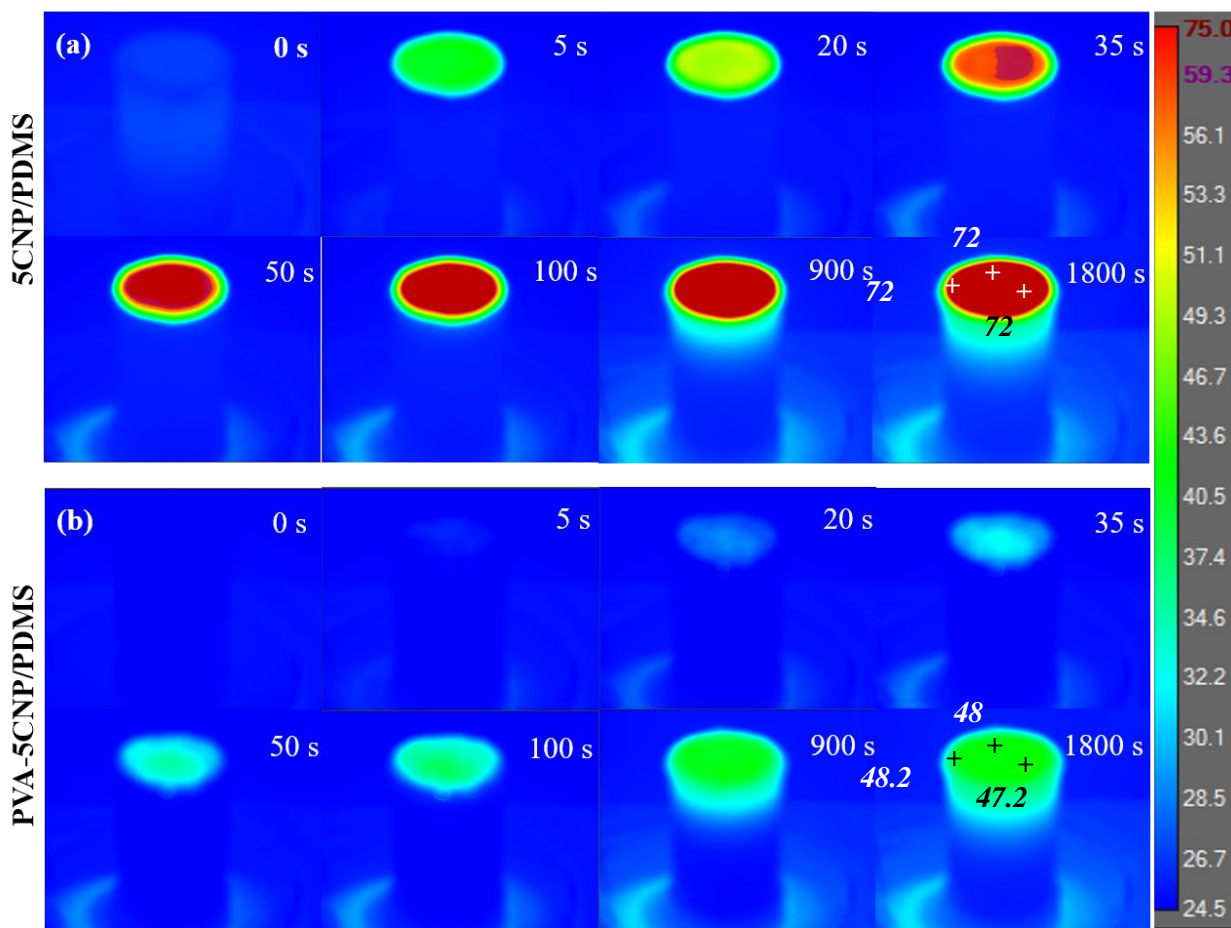 5CNP/PDMS
(a)
0 s
5 s
20 s
35 s
50 s
100 s
900 s
1800 s
72
72
72
PVA-5CNP/PDMS
(b)
0 s
5 s
20 s
35 s
50 s
100 s
900 s
1800 s
48
48.2
47.2
75.0
59.3
56.1
53.3
51.1
49.3
46.7
43.6
40.5
37.4
34.6
32.2
30.1
28.5
26.7
24.5